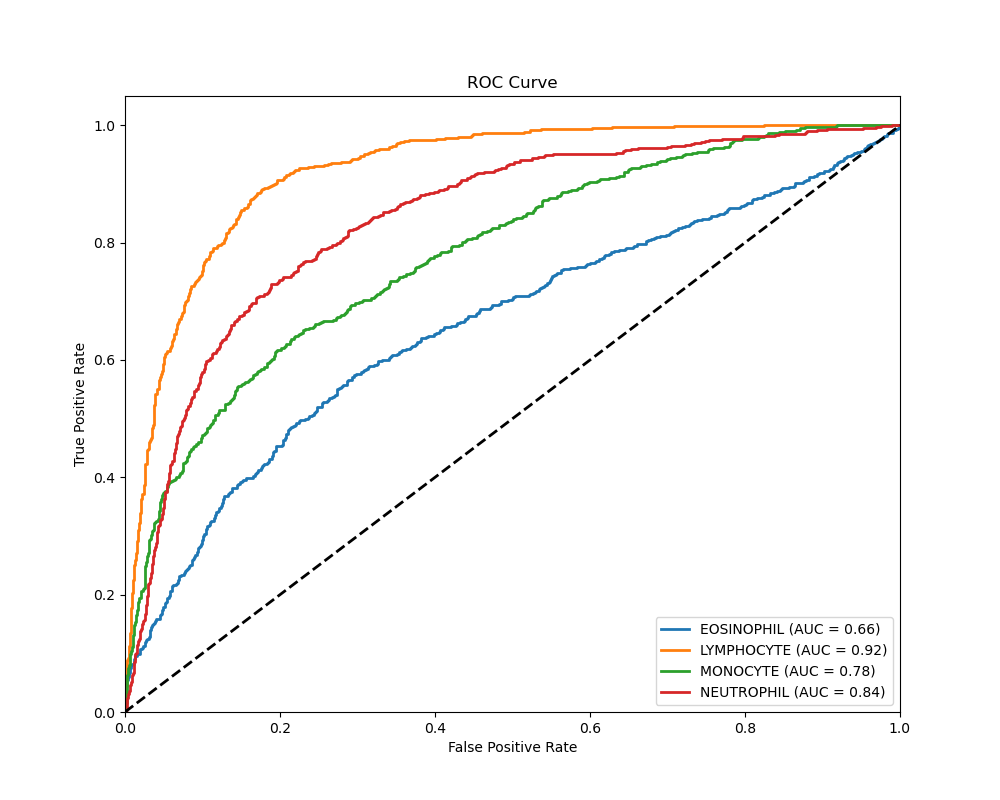 ROC Curve
True Positive Rate
1.0
0.8
0.6
0.4
0.2
0.0
EOSINOPHIL (AUC = 0.66)
LYMPHOCYTE (AUC = 0.92)
MONOCYTE (AUC = 0.78)
NEUTROPHIL (AUC = 0.84)
0.0 0.2 0.4 0.6 0.8 1.0
False Positive Rate